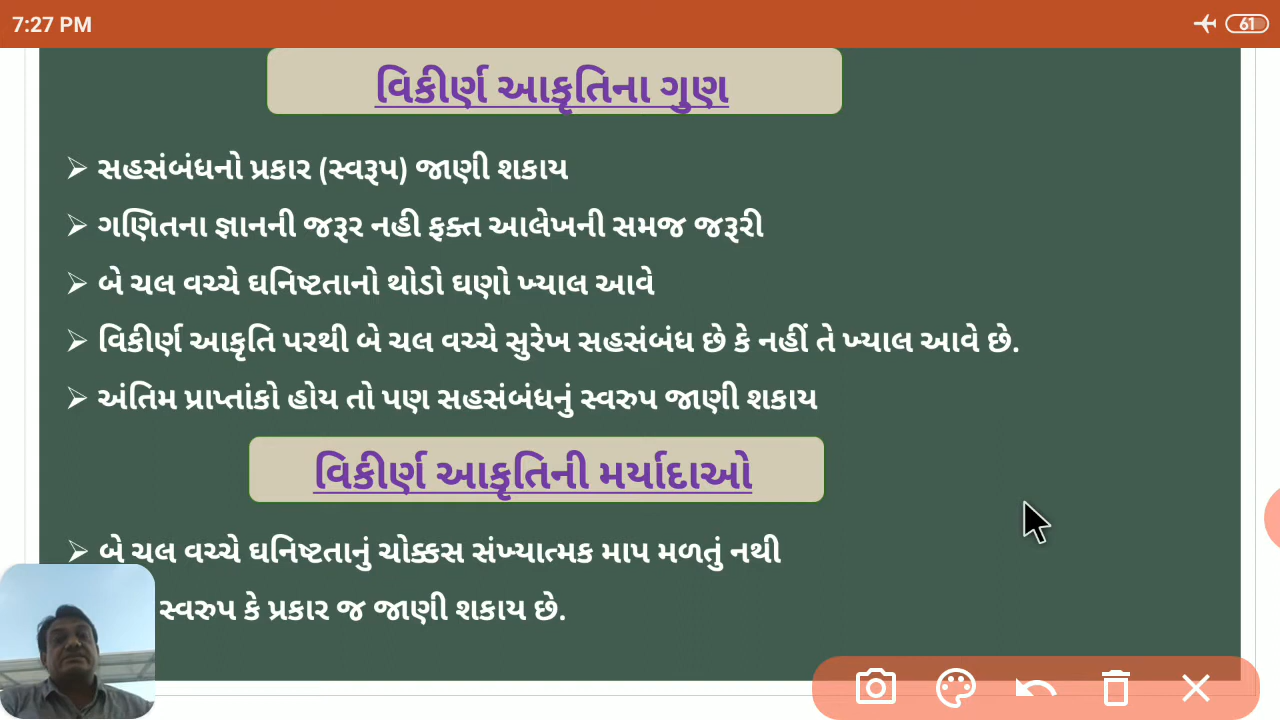 7:27 PM
61
વિકીર્ણ આકૃતિના ગુણ
➢ સહસંબંધનો પ્રકાર (સ્વરૂપ) જાણી શકાય
➢ ગણિતના જ્ઞાનની જરૂર નહી ફક્ત આલેખની સમજ જરૂરી
➢ બે ચલ વચ્ચે ઘનિષ્ટતાનો થોડો ઘણો ખ્યાલ આવે
➢ વિકીર્ણ આકૃતિ પરથી બે ચલ વચ્ચે સુરેખ સહસંબંધ છે કે નહીં તે ખ્યાલ આવે છે.
➢ અંતિમ પ્રાપ્તાંકો હોય તો પણ સહસંબંધનું સ્વરુપ જાણી શકાય
વિકીર્ણ આકૃતિની મર્યાદાઓ
➢ બે ચલ વચ્ચે ઘનિષ્ટતાનું ચોક્કસ સંખ્યાત્મક માપ મળતું નથી
સ્વરુપ કે પ્રકાર જ જાણી શકાય છે.